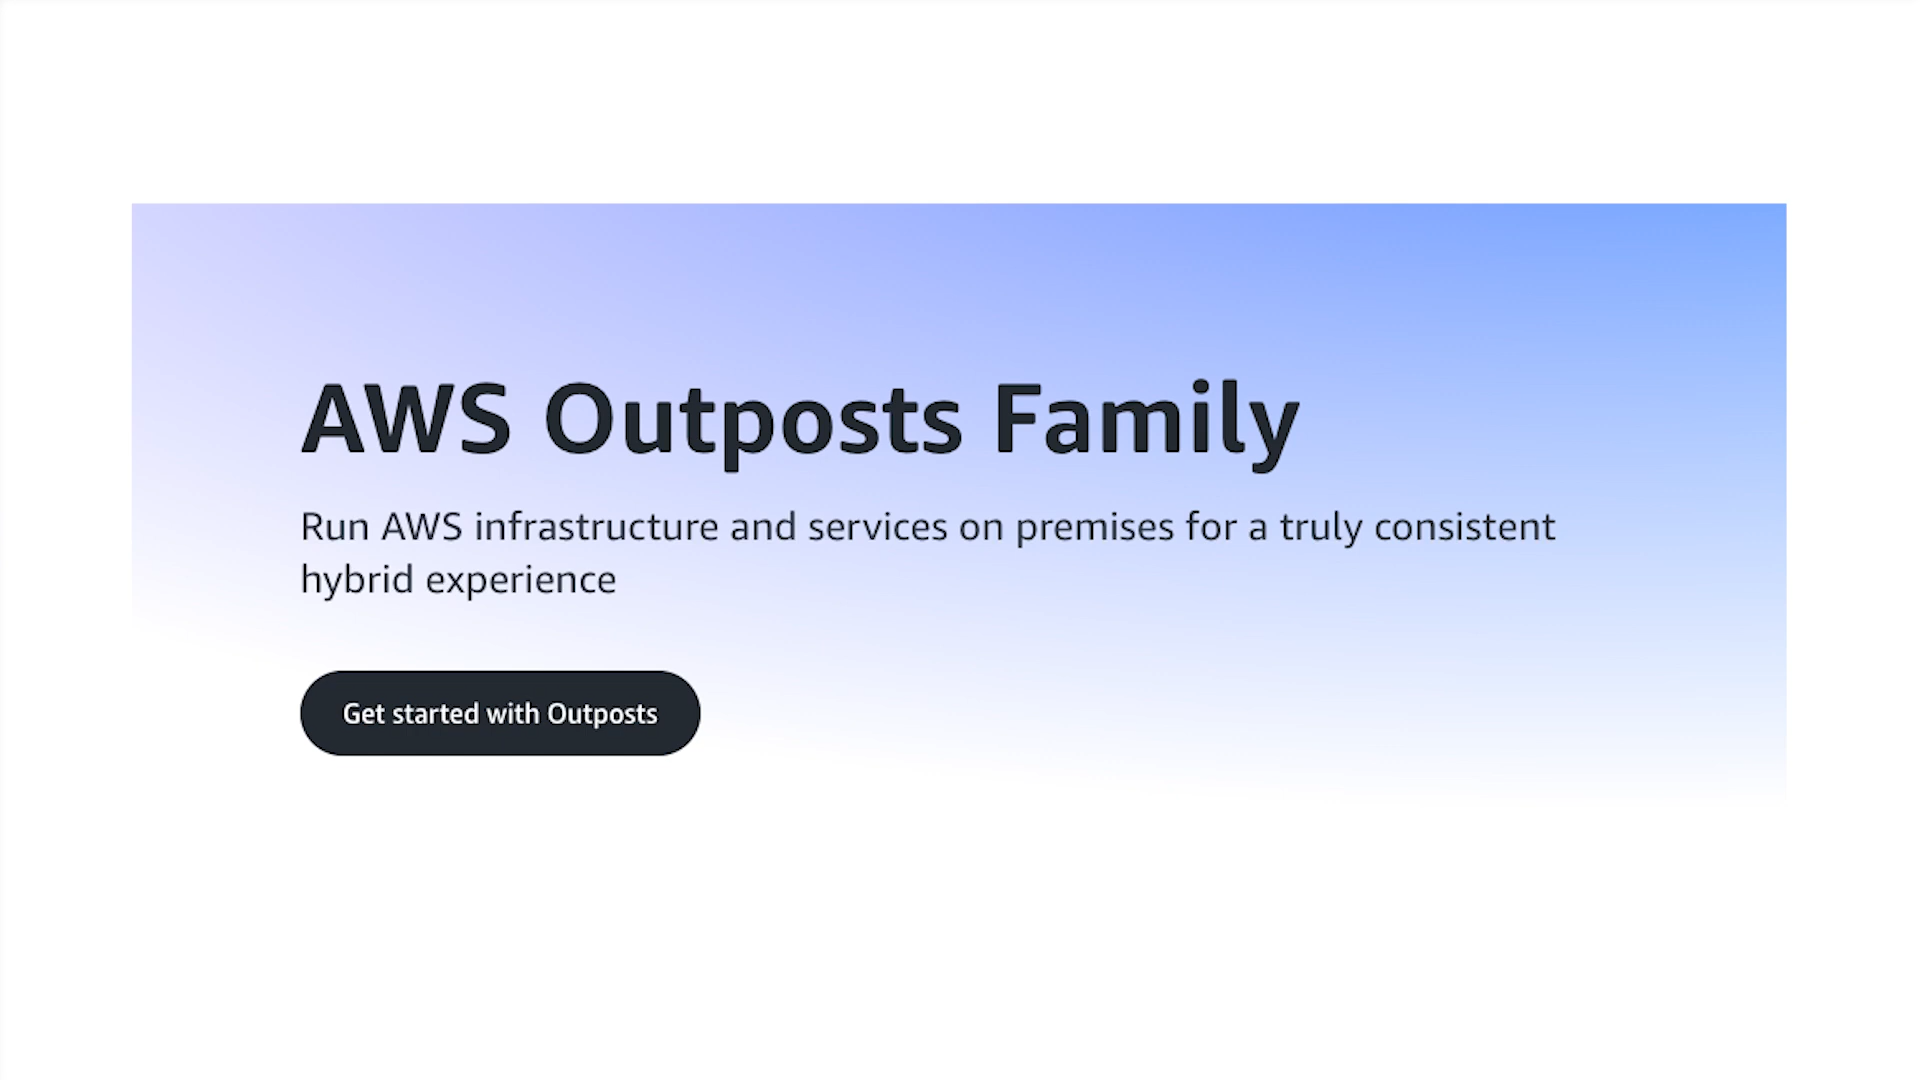 AWS Outposts Family
Run AWS infrastructure and services on premises for a truly consistent
hybrid experience
Get started with Outposts